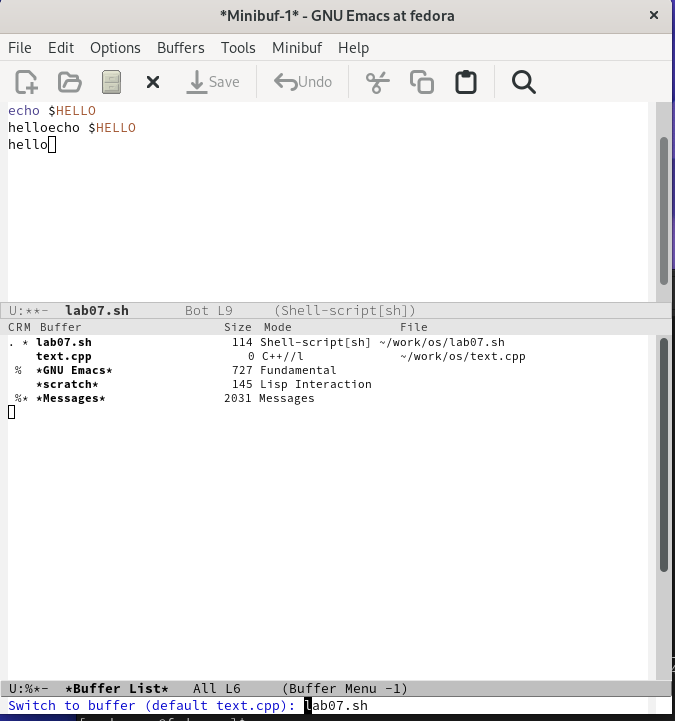 *Minibuf-1* - GNU Emacs at fedora
File Edit Options Buffers Tools Minibuf Help
Save Undo
echo $HELLO
helloecho $HELLO
hello
U:**- lab07.sh Bot L9 (Shell-script[sh])
CRM Buffer Size Mode File
. * lab07.sh 114 Shell-script[sh] ~/work/os/lab07.sh
text.cpp 0 C++//l ~/work/os/text.cpp
% *GNU Emacs* 727 Fundamental
*scratch* 145 Lisp Interaction
%* *Messages* 2031 Messages
U:%*- *Buffer List* All L6 (Buffer Menu -1)
Switch to buffer (default text.cpp): lab07.sh